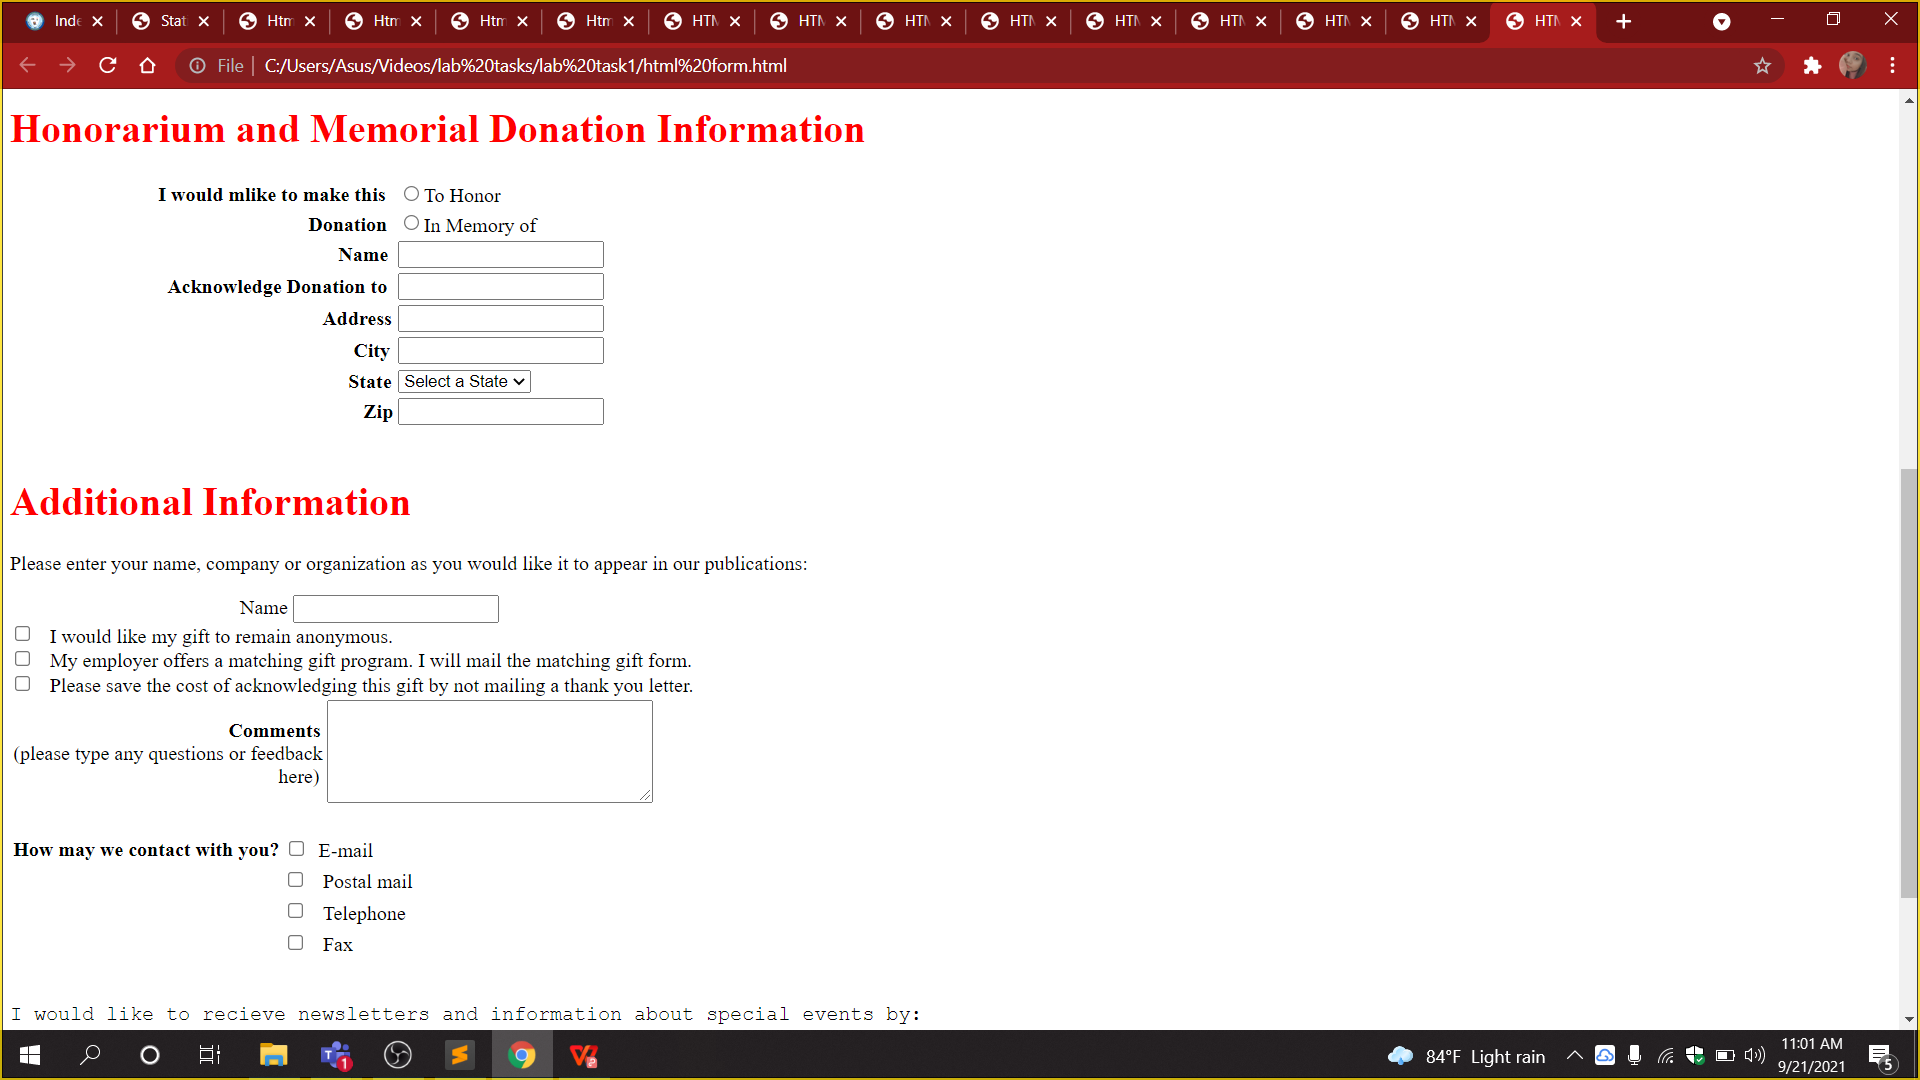 Inde Stat Htm Htm Htm Htm HTM HTM HTM HTM HTM HTM HTM HTM HTM
File C:/Users/Asus/Videos/lab%20tasks/lab%20task1/html%20form.html
Honorarium and Memorial Donation Information
I would mlike to make this To Honor
Donation In Memory of
Name
Acknowledge Donation to
Address
City
State Select a State
Zip
Additional Information
Please enter your name, company or organization as you would like it to appear in our publications:
Name
I would like my gift to remain anonymous.
My employer offers a matching gift program. I will mail the matching gift form.
Please save the cost of acknowledging this gift by not mailing a thank you letter.
Comments
(please type any questions or feedback
here)
How may we contact with you? E-mail
Postal mail
Telephone
Fax
I would like to recieve newsletters and information about special events by:
84°F Light rain
11:01 AM
9/21/2021
1
5